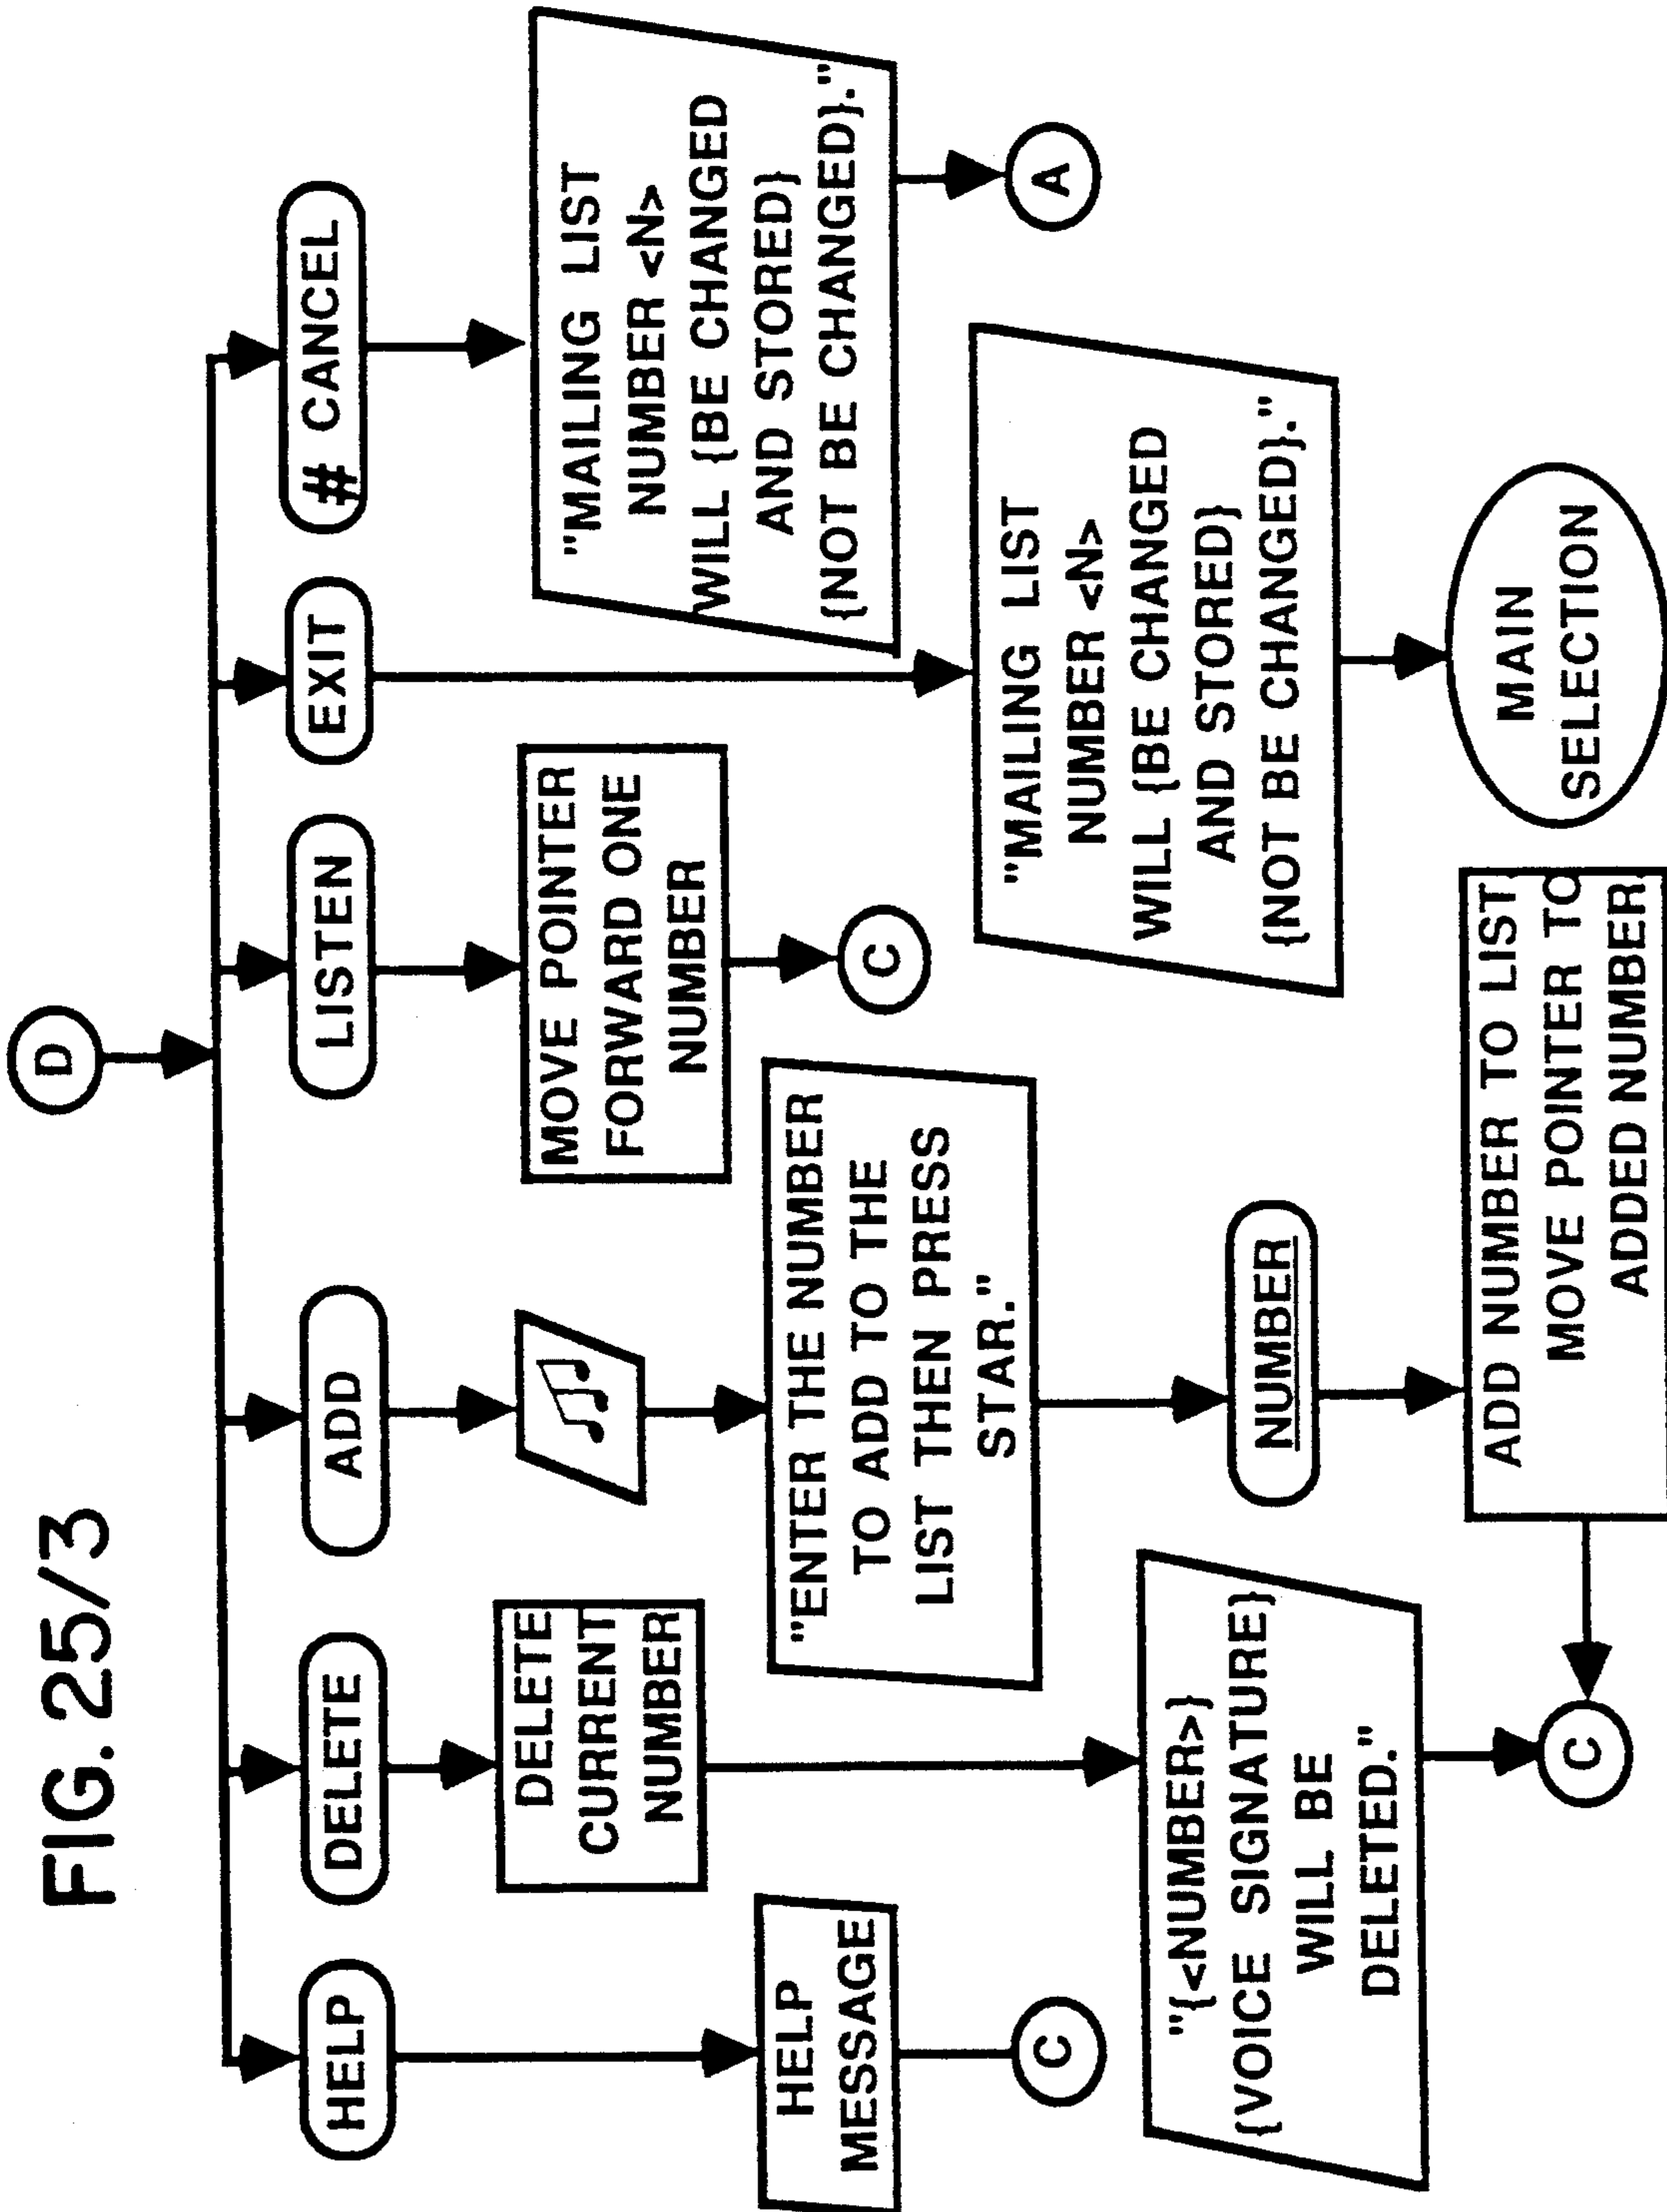 FIG. 25/3
D
HELP
DELETE
ADD
LISTEN
EXIT
# CANCEL
HELP
MESSAGE
C
DELETE
CURRENT
NUMBER
"{<NUMBER>}
{VOICE SIGNATURE}
WILL BE
DELETED."
C
"ENTER THE NUMBER
TO ADD TO THE
LIST THEN PRESS
STAR."
NUMBER
ADD NUMBER TO LIST
MOVE POINTER TO
ADDED NUMBER
MOVE POINTER
FORWARD ONE
NUMBER
C
"MAILING LIST
NUMBER <N>
WILL {BE CHANGED
AND STORED}
{NOT BE CHANGED}."
MAIN
SELECTION
"MAILING LIST
NUMBER <N>
WILL {BE CHANGED
AND STORED}
{NOT BE CHANGED}."
A